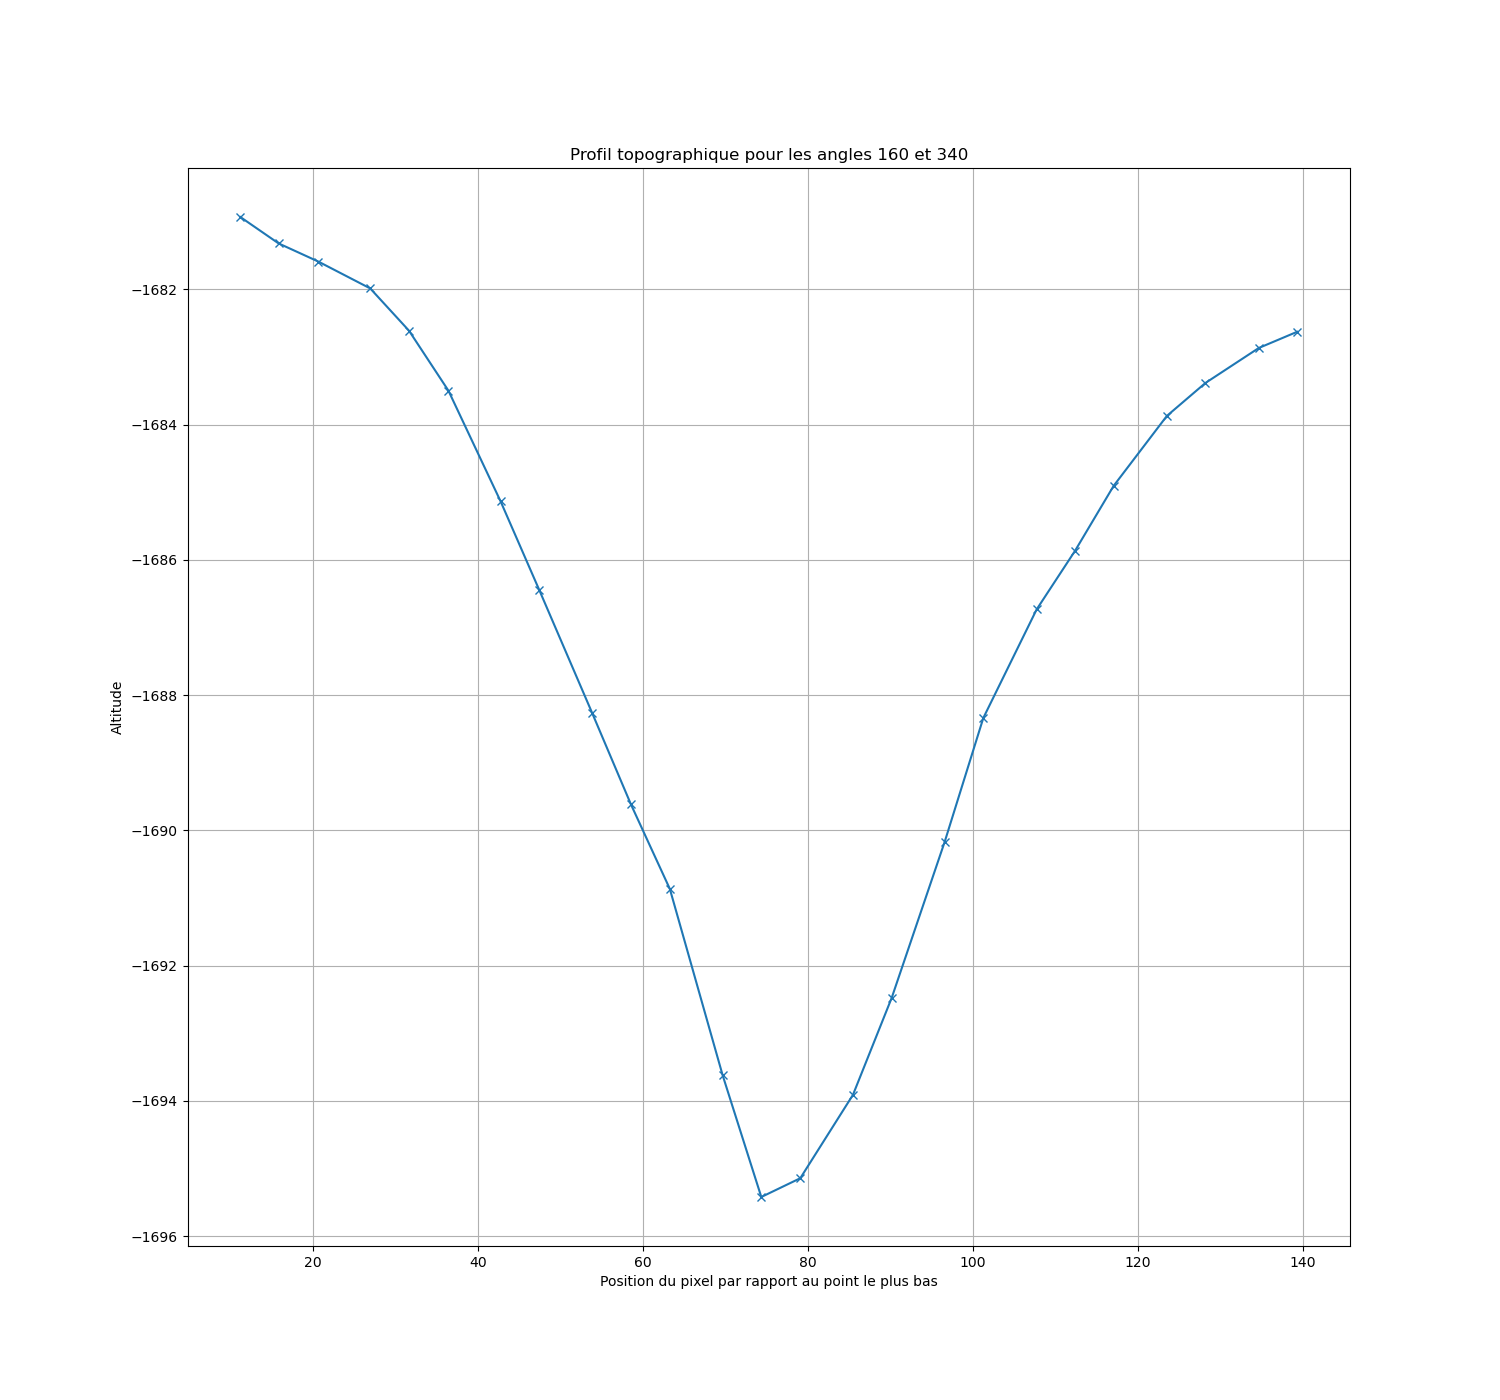 Profil topographique pour les angles 160 et 340
−1682
−1684
−1686
−1688
−1690
−1692
−1694
−1696
Altitude
20 40 60 80 100 120 140
Position du pixel par rapport au point le plus bas